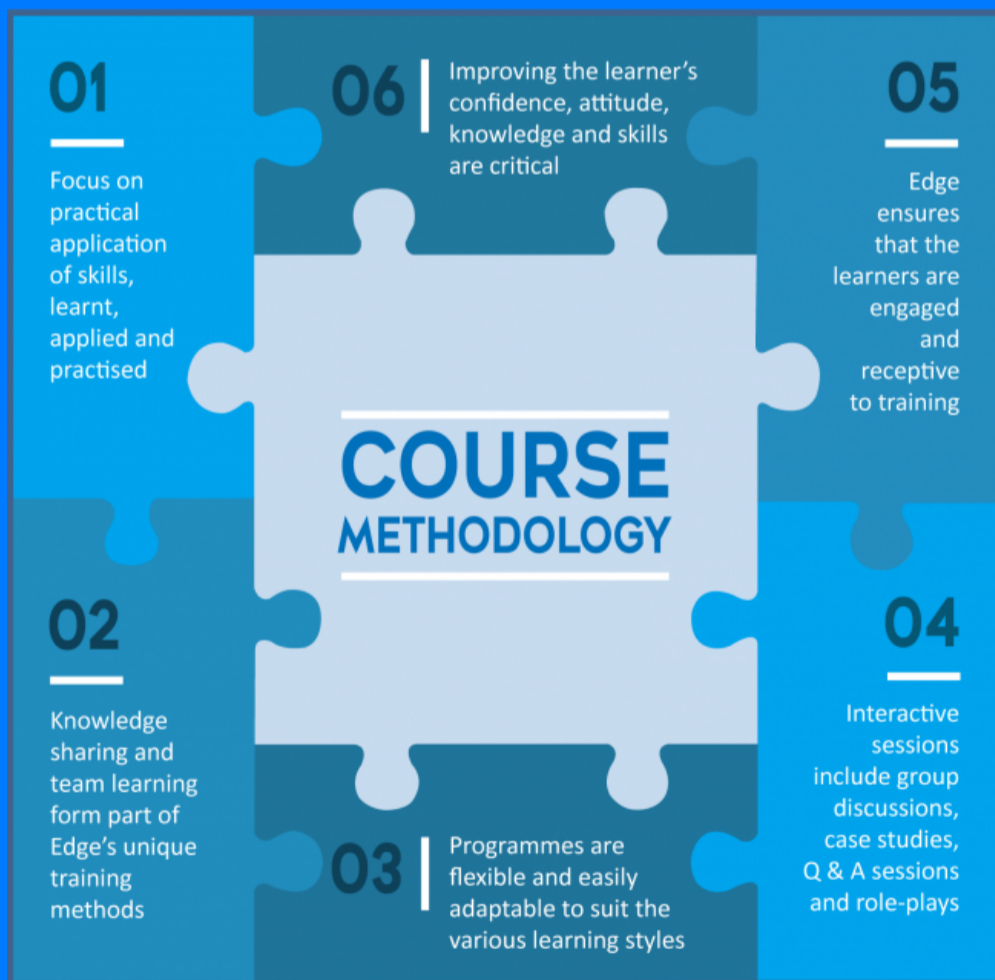 COURSE
METHODOLOGY
01
Focus on
practical
application
of skills,
learnt,
applied and
practised
02
Knowledge
sharing and
team learning
form part of
Edge's unique
training
methods
03
Programmes are
flexible and easily
adaptable to suit the
various learning styles
04
Interactive
sessions
include group
discussions,
case studies,
Q & A sessions
and role-plays
05
Edge
ensures
that the
learners are
engaged
and
receptive
to training
06
Improving the learner's
confidence, attitude,
knowledge and skills
are critical